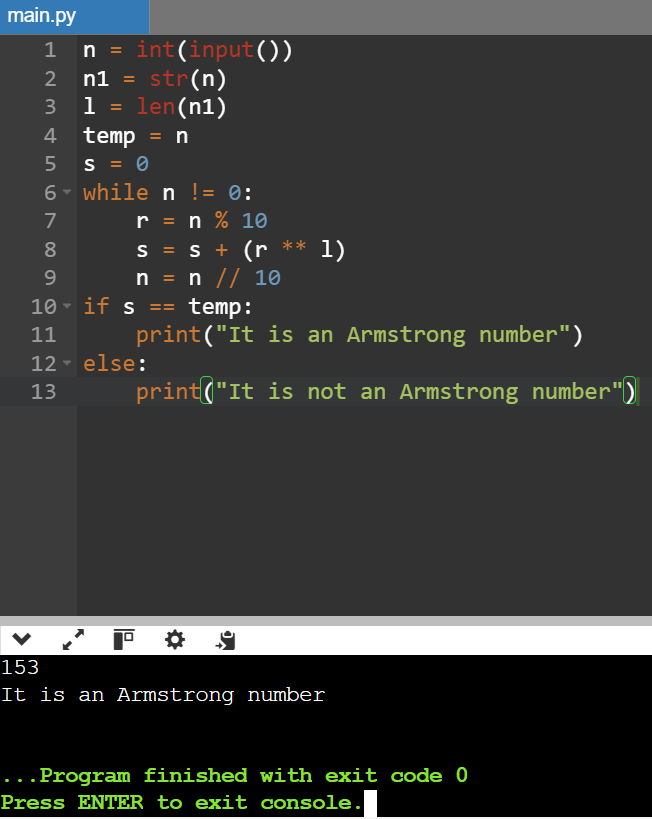 main.py
1 n = int(input())
2 n1 = str(n)
3 l = len(n1)
4 temp = n
5 s = 0
6 while n != 0:
7     r = n % 10
8     s = s + (r ** l)
9     n = n // 10
10 if s == temp:
11     print("It is an Armstrong number")
12 else:
13     print("It is not an Armstrong number")
153
It is an Armstrong number
...Program finished with exit code 0
Press ENTER to exit console.